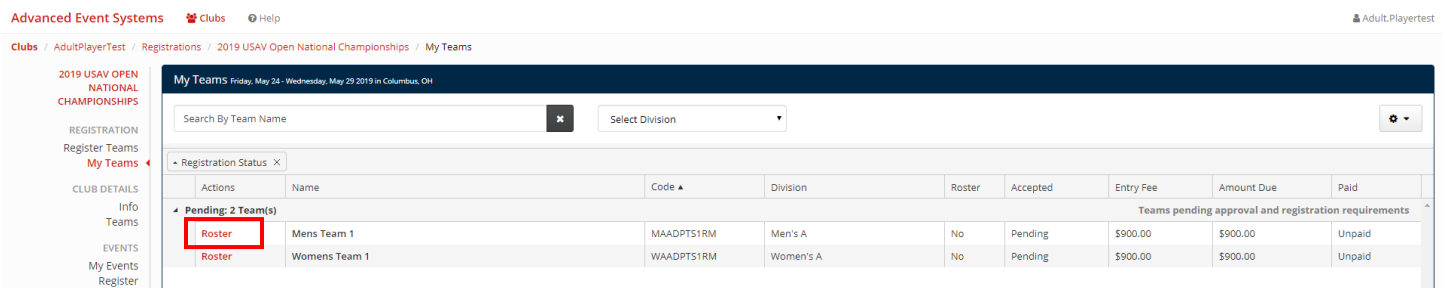 Advanced Event Systems Clubs Help Adult.Playertest
Clubs / AdultPlayerTest / Registrations / 2019 USAV Open National Championships / My Teams
2019 USAV OPEN
NATIONAL
CHAMPIONSHIPS
REGISTRATION
Register Teams
My Teams
CLUB DETAILS
Info
Teams
EVENTS
My Events
Register
My Teams Friday, May 24 - Wednesday, May 29 2019 in Columbus, OH
Search By Team Name Select Division
Registration Status
Actions Name Code Division Roster Accepted Entry Fee Amount Due Paid
Pending: 2 Team(s) Teams pending approval and registration requirements
Roster Mens Team 1 MAADPTS1RM Men's A No Pending $900.00 $900.00 Unpaid
Roster Womens Team 1 WAADPTS1RM Women's A No Pending $900.00 $900.00 Unpaid